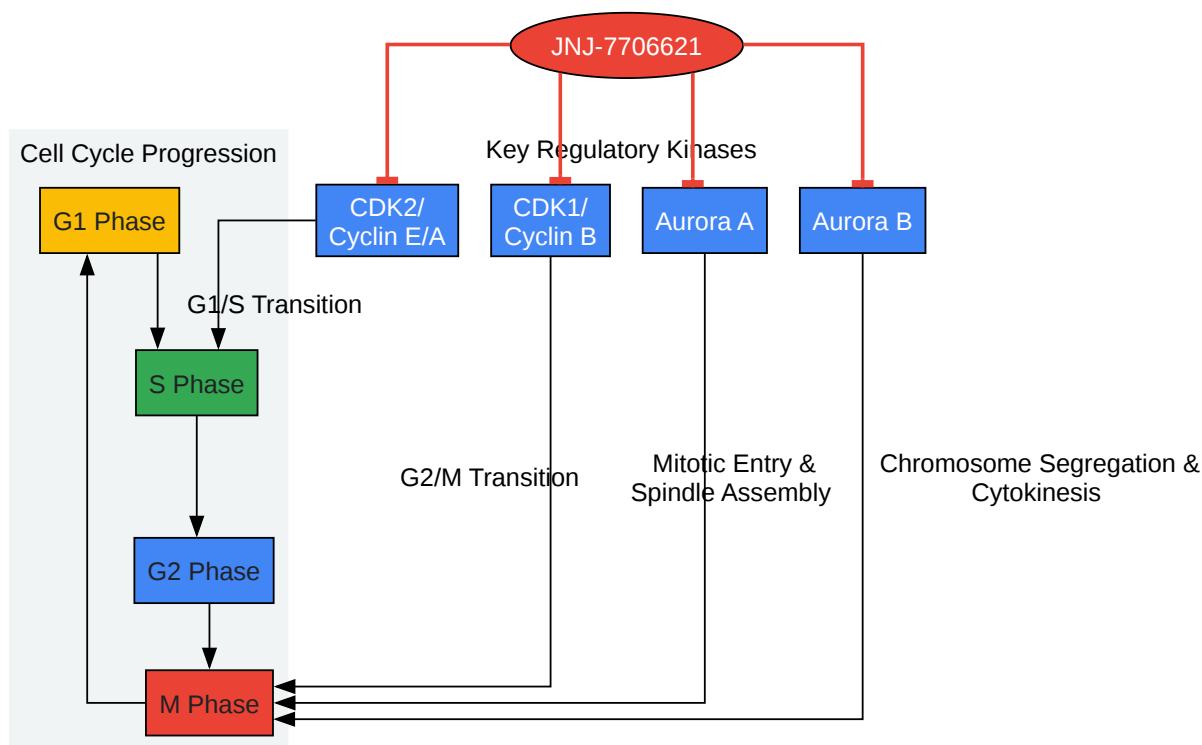 JNJ-7706621
Cell Cycle Progression
Key Regulatory Kinases
G1 Phase
CDK2/
Cyclin E/A
CDK1/
Cyclin B
Aurora A
Aurora B
G1/S Transition
S Phase
G2/M Transition
Mitotic Entry &
Spindle Assembly
Chromosome Segregation &
Cytokinesis
G2 Phase
M Phase